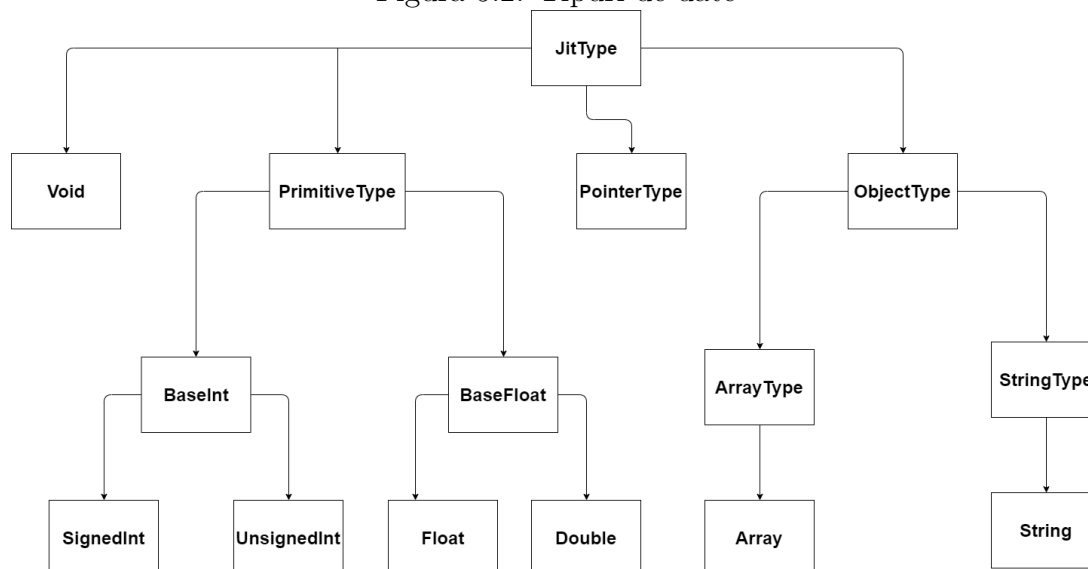 JitType
Void
PrimitiveType
PointerType
ObjectType
BaseInt
BaseFloat
ArrayType
StringType
SignedInt
UnsignedInt
Float
Double
Array
String